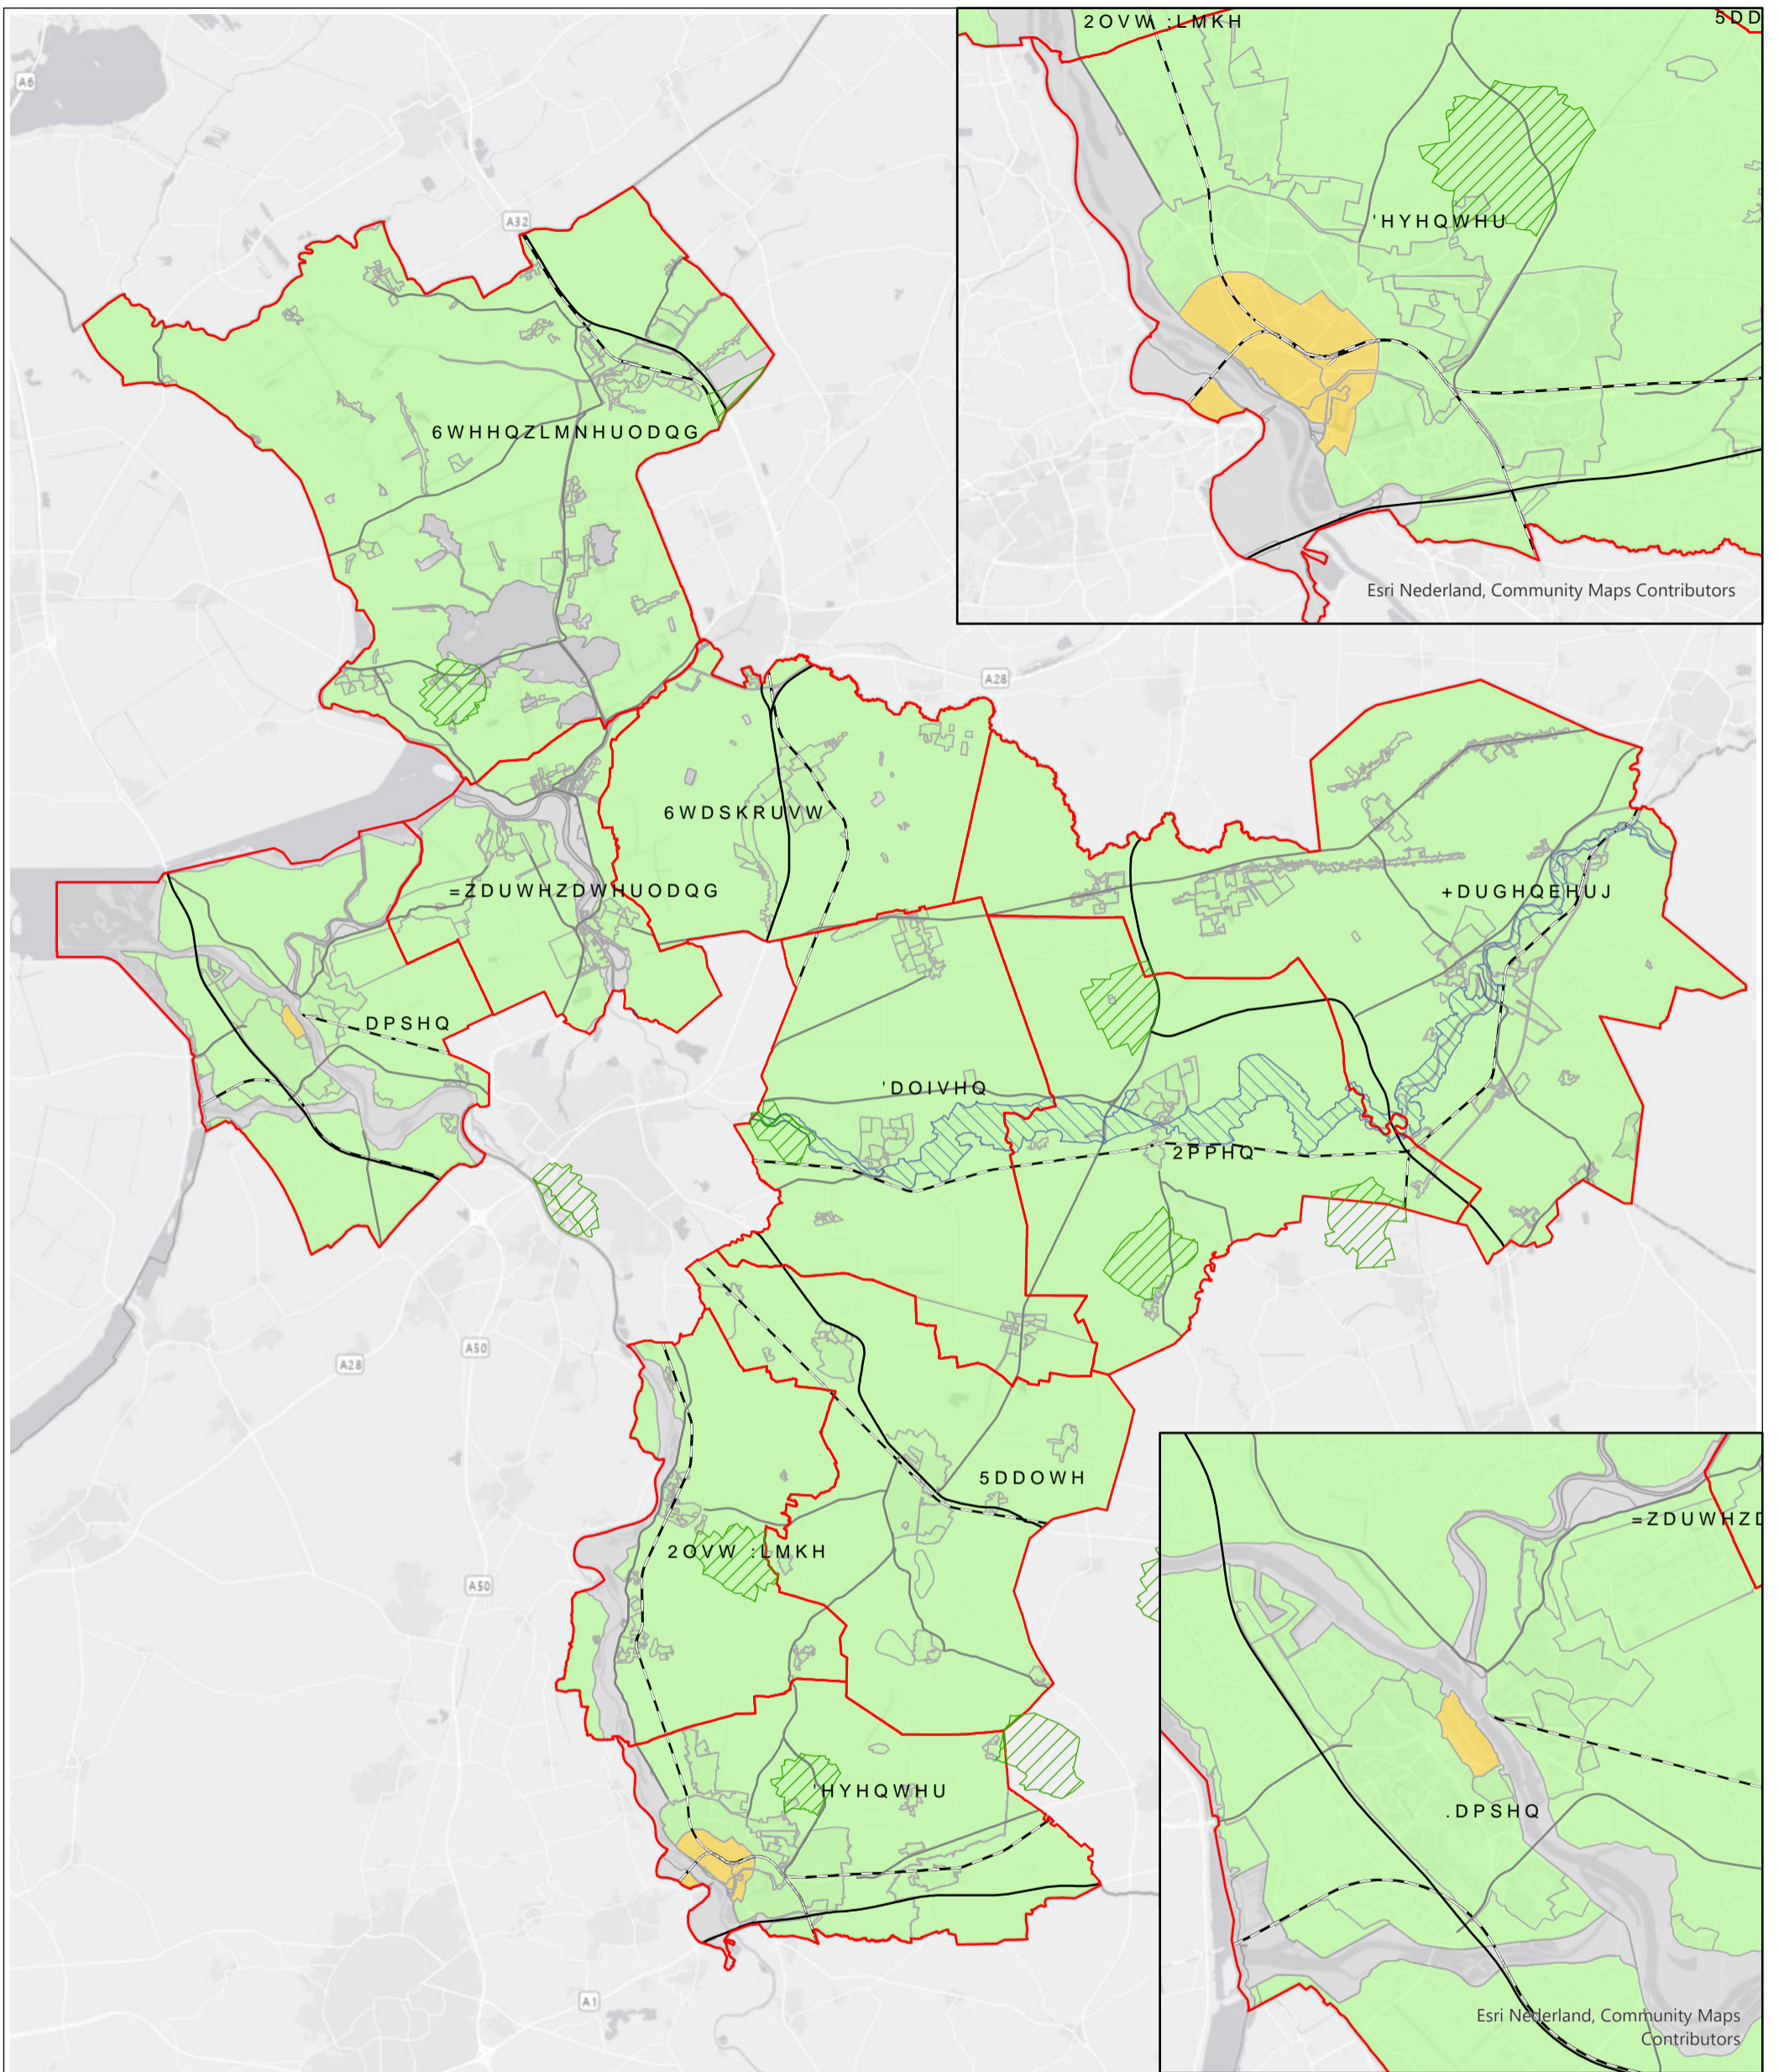 2OVW :LMKH
5DD
A6
A32
'HYHQWHU
6WHHQZLMNHUODQG
Esri Nederland, Community Maps Contributors
A28
6WDSKRUVW
=ZDUWHZDWHUODQG
+DUGHQEHUJ
DPSHQ
'DOIVHQ
2PPHQ
A50
A28
5DDOWH
=ZDUWHZD
2OVW :LMKH
A50
'HYHQWHU
.DPSHQ
A1
Esri Nederland, Community Maps
Contributors